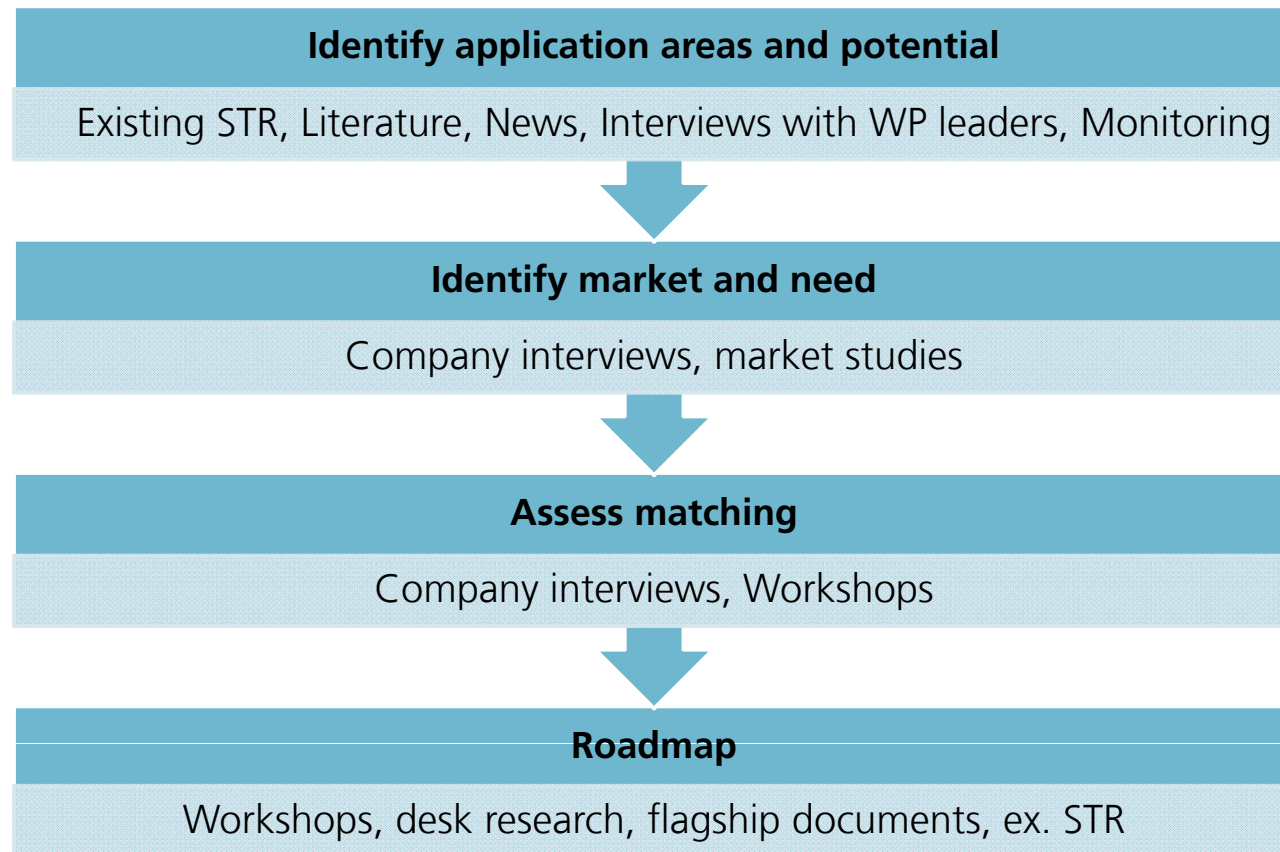 Identify application areas and potential
Existing STR, Literature, News, Interviews with WP leaders, Monitoring
Identify market and need
Company interviews, market studies
Assess matching
Company interviews, Workshops
Roadmap
Workshops, desk research, flagship documents, ex. STR